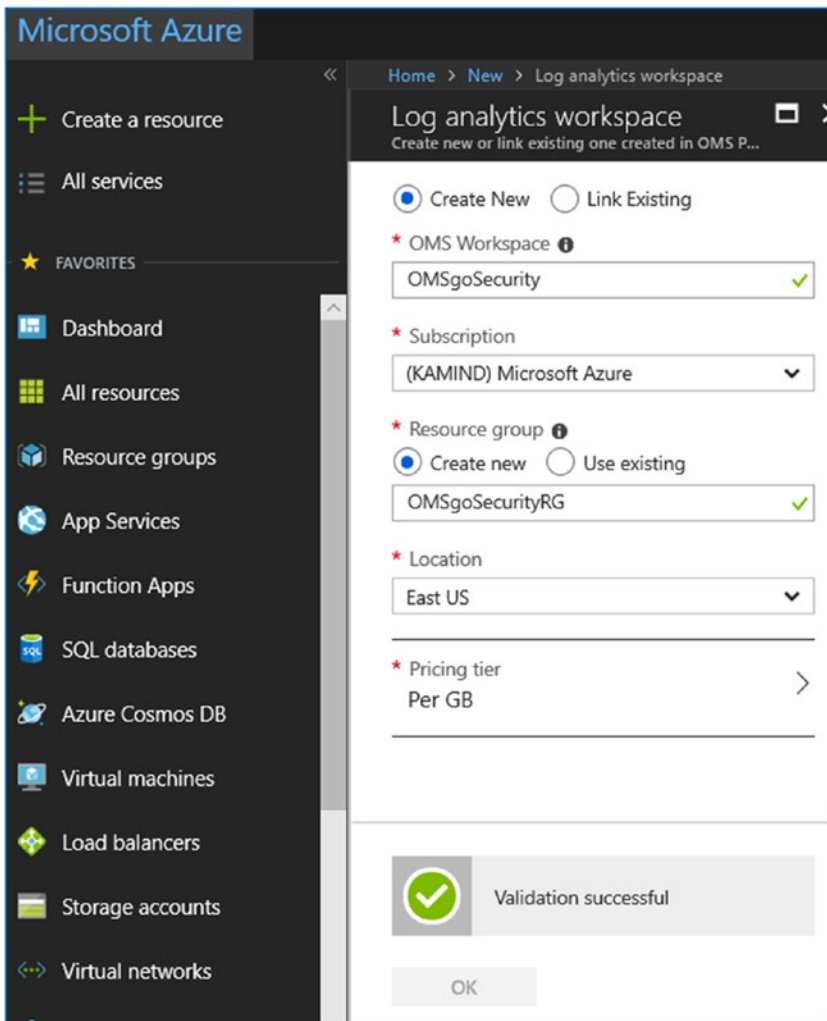 Microsoft Azure
«
Create a resource
All services
FAVORITES
Dashboard
All resources
Resource groups
App Services
Function Apps
SQL databases
Azure Cosmos DB
Virtual machines
Load balancers
Storage accounts
Virtual networks
Home > New > Log analytics workspace
Log analytics workspace
Create new or link existing one created in OMS P...
Create New Link Existing
* OMS Workspace
OMSgoSecurity
* Subscription
(KAMIND) Microsoft Azure
* Resource group
Create new Use existing
OMSgoSecurityRG
* Location
East US
* Pricing tier
Per GB
Validation successful
OK